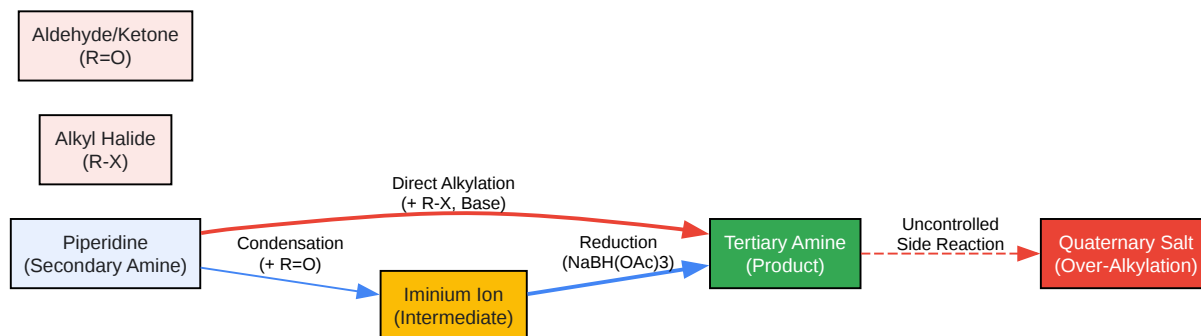 Aldehyde/Ketone
(R=O)
Alkyl Halide
(R-X)
Direct Alkylation
(+ R-X, Base)
Piperidine
(Secondary Amine)
Condensation
(+ R=O)
Iminium Ion
(Intermediate)
Reduction
(NaBH(OAc)3)
Tertiary Amine
(Product)
Uncontrolled
Side Reaction
Quaternary Salt
(Over-Alkylation)